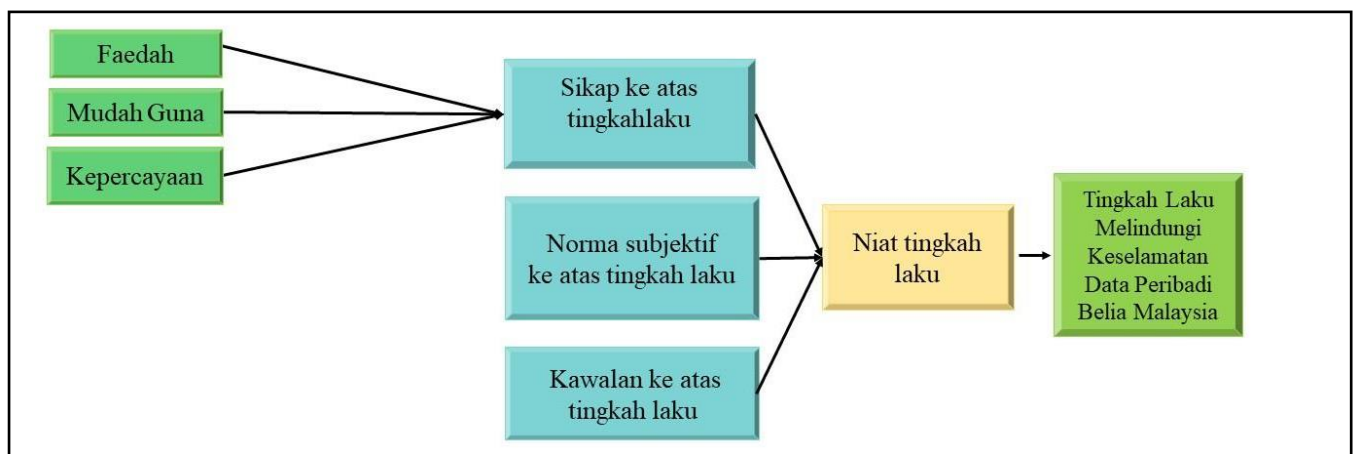 Faedah
Mudah Guna
Kepercayaan
Sikap ke atas
tingkahlaku
Norma subjektif
ke atas tingkah laku
Kawalan ke atas
tingkah laku
Niat tingkah
laku
Tingkah Laku
Melindungi
Keselamatan
Data Peribadi
Belia Malaysia